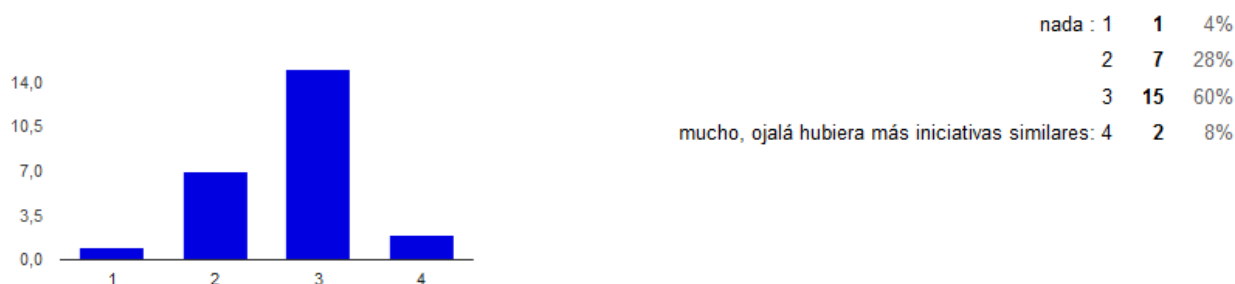 14,0
10,5
7,0
3,5
0,0
1 2 3 4
nada : 1 1 4%
2 7 28%
3 15 60%
mucho, ojalá hubiera más iniciativas similares: 4 2 8%